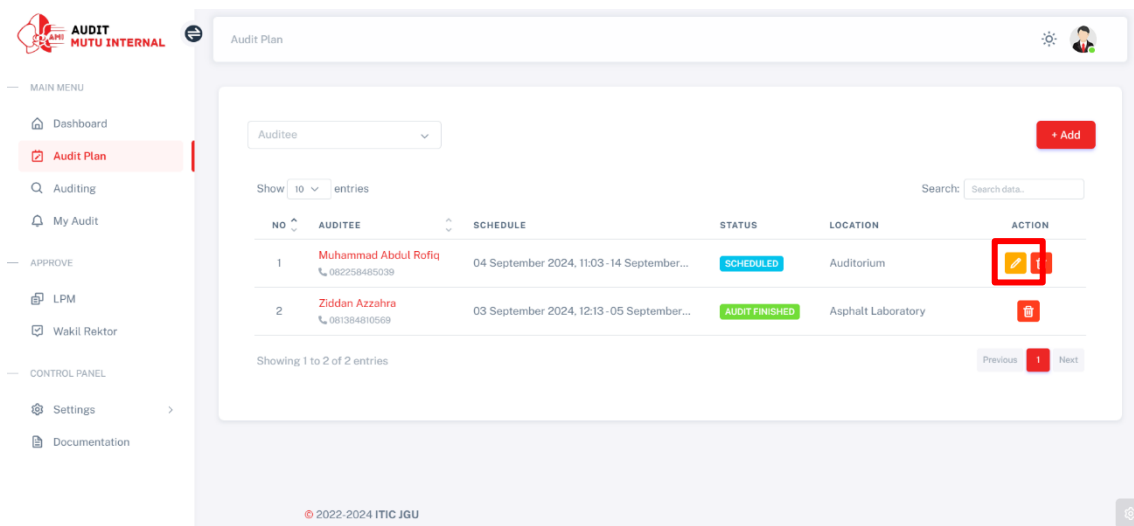 AUDIT
AMI MUTU INTERNAL
Audit Plan
MAIN MENU
Dashboard
Audit Plan
Auditing
My Audit
APPROVE
LPM
Wakil Rektor
CONTROL PANEL
Settings
Documentation
Auditee
+ Add
Show 10 entries
Search: Search data..
NO AUDITEE SCHEDULE STATUS LOCATION ACTION
1 Muhammad Abdul Rofiq 04 September 2024, 11:03 - 14 September... SCHEDULED Auditorium
082258485039
2 Ziddan Azzahra 03 September 2024, 12:13 - 05 September... AUDIT FINISHED Asphalt Laboratory
081384810569
Showing 1 to 2 of 2 entries
Previous 1 Next
© 2022-2024 ITIC JGU